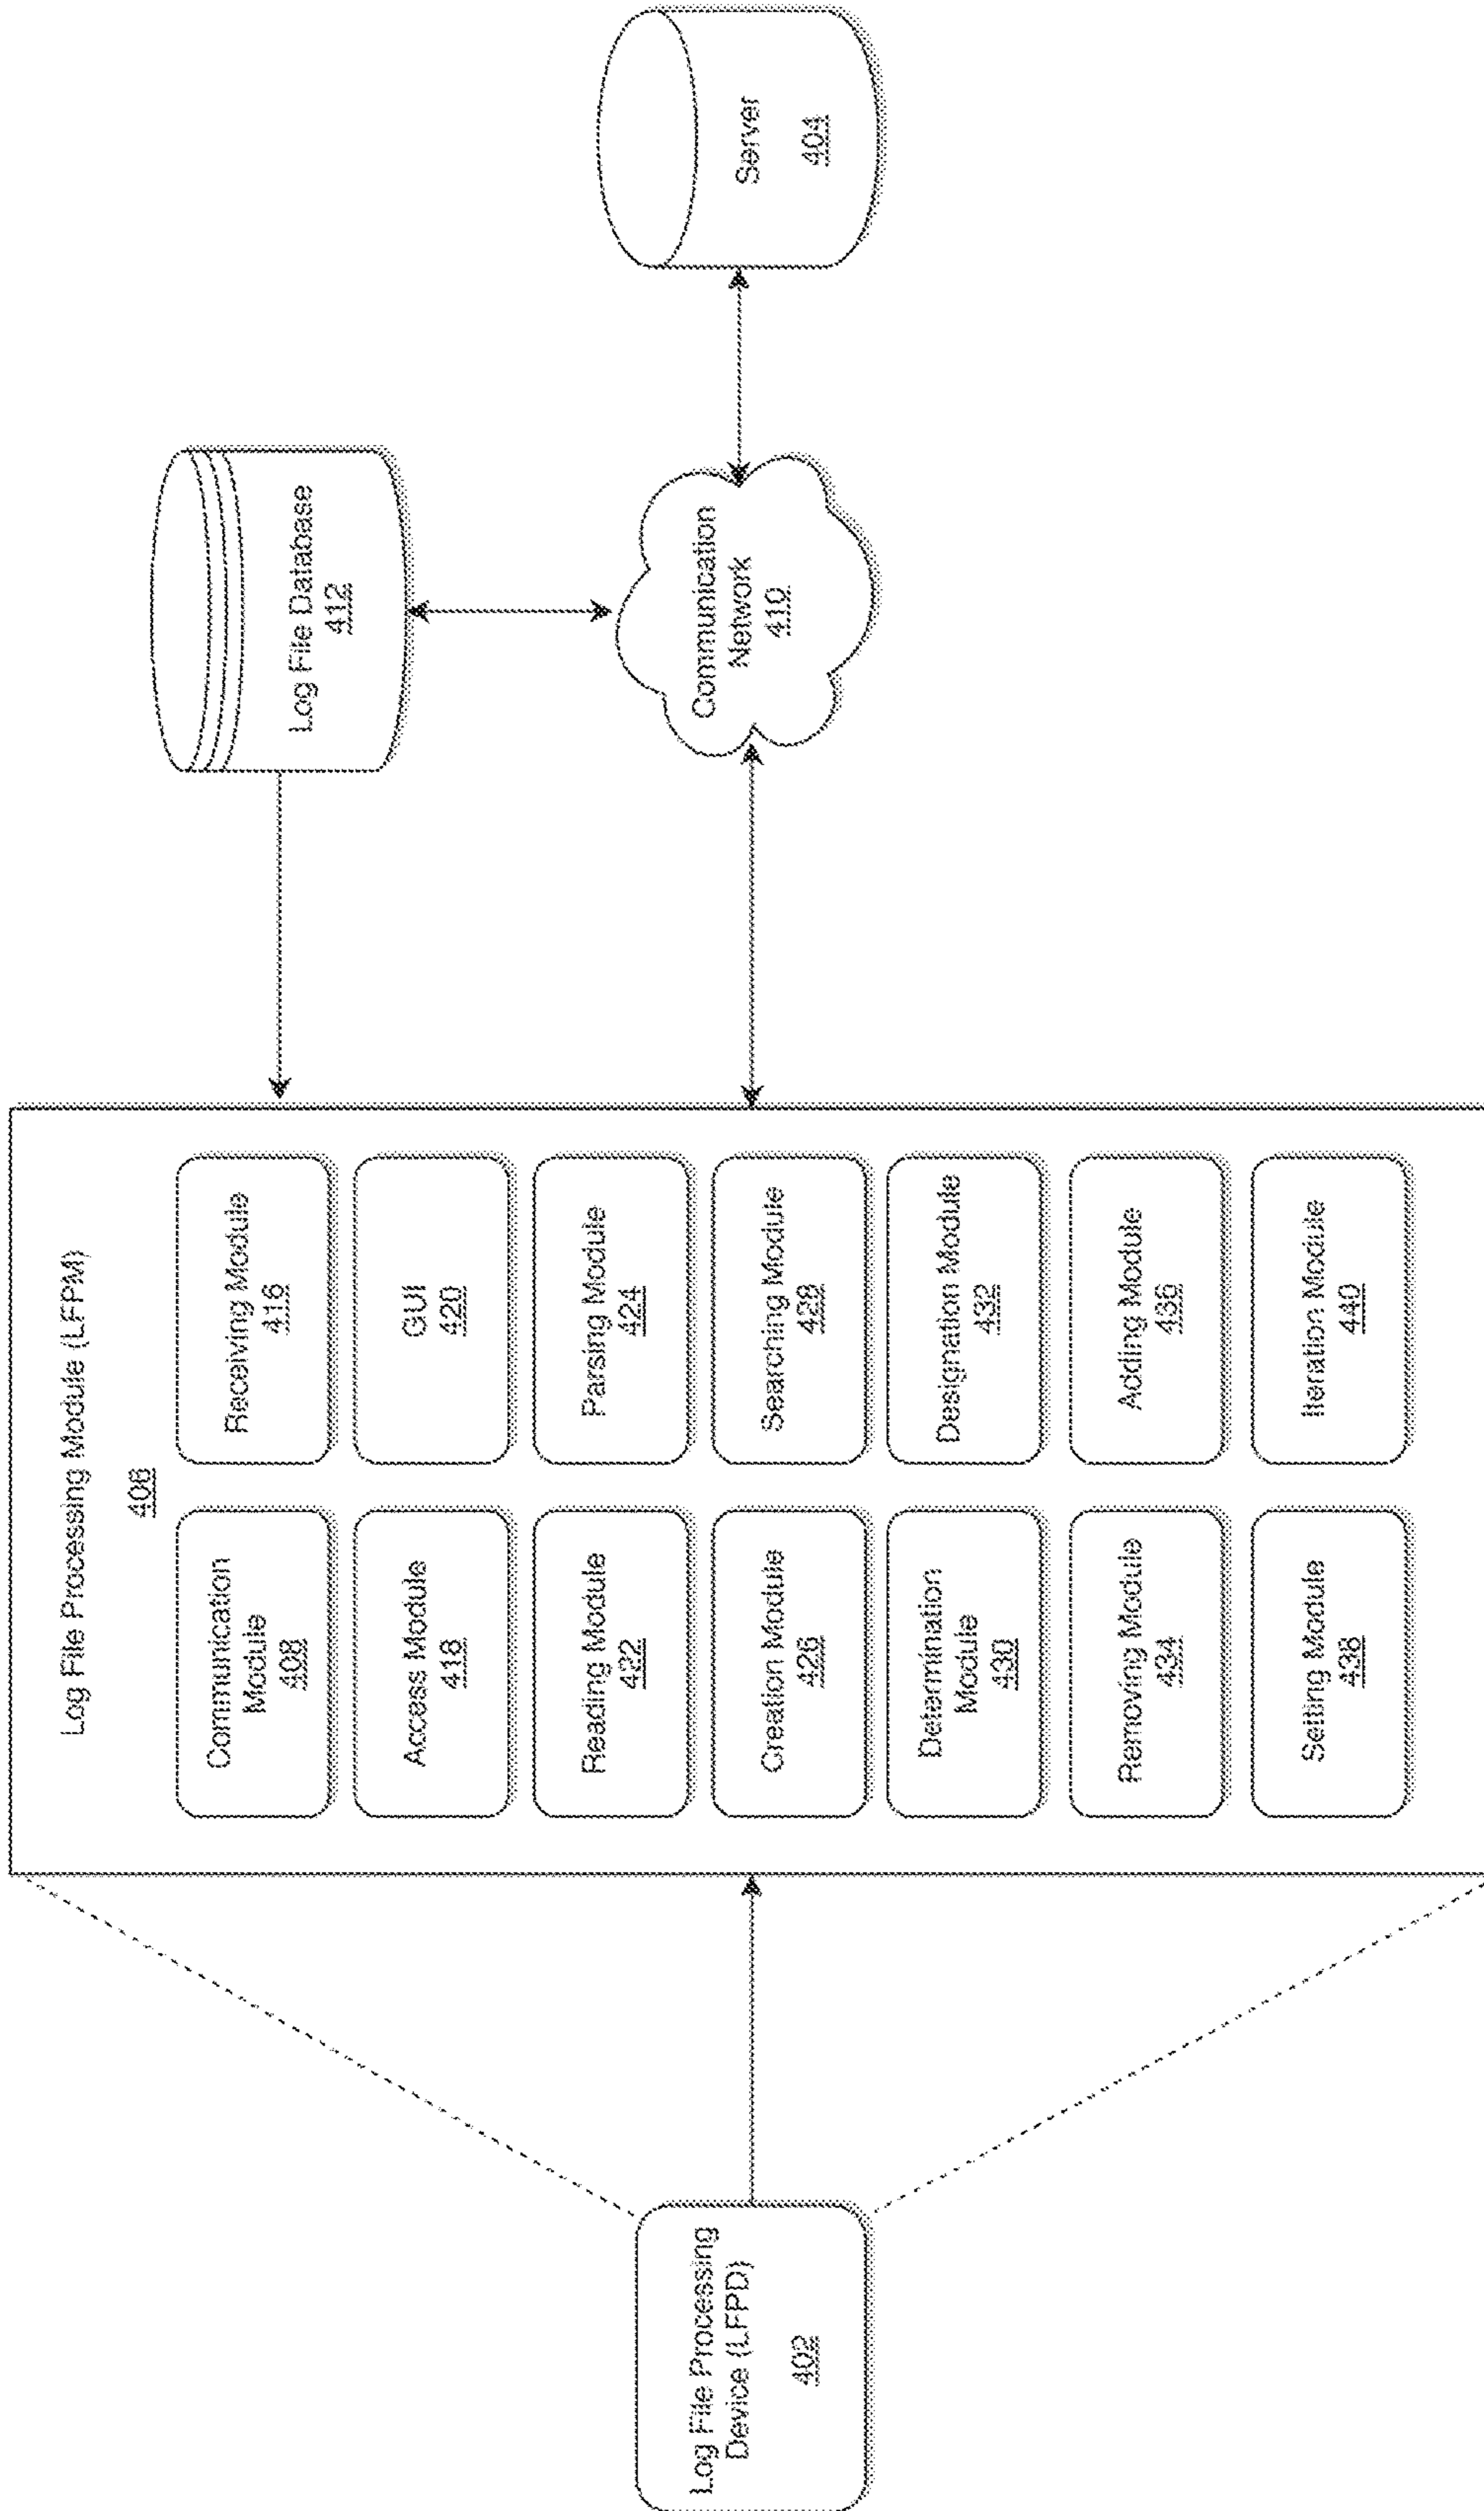 Log File Processing Module (LFPM)
406
Communication
Module
408
Receiving Module
416
Access Module
418
GUI
420
Reading Module
422
Parsing Module
424
Creation Module
426
Searching Module
428
Determination
Module
430
Designation Module
432
Removing Module
434
Adding Module
436
Setting Module
438
Iteration Module
440
Log File Processing
Device (LFPD)
402
Log File Database
412
Communication
Network
410
Server
404